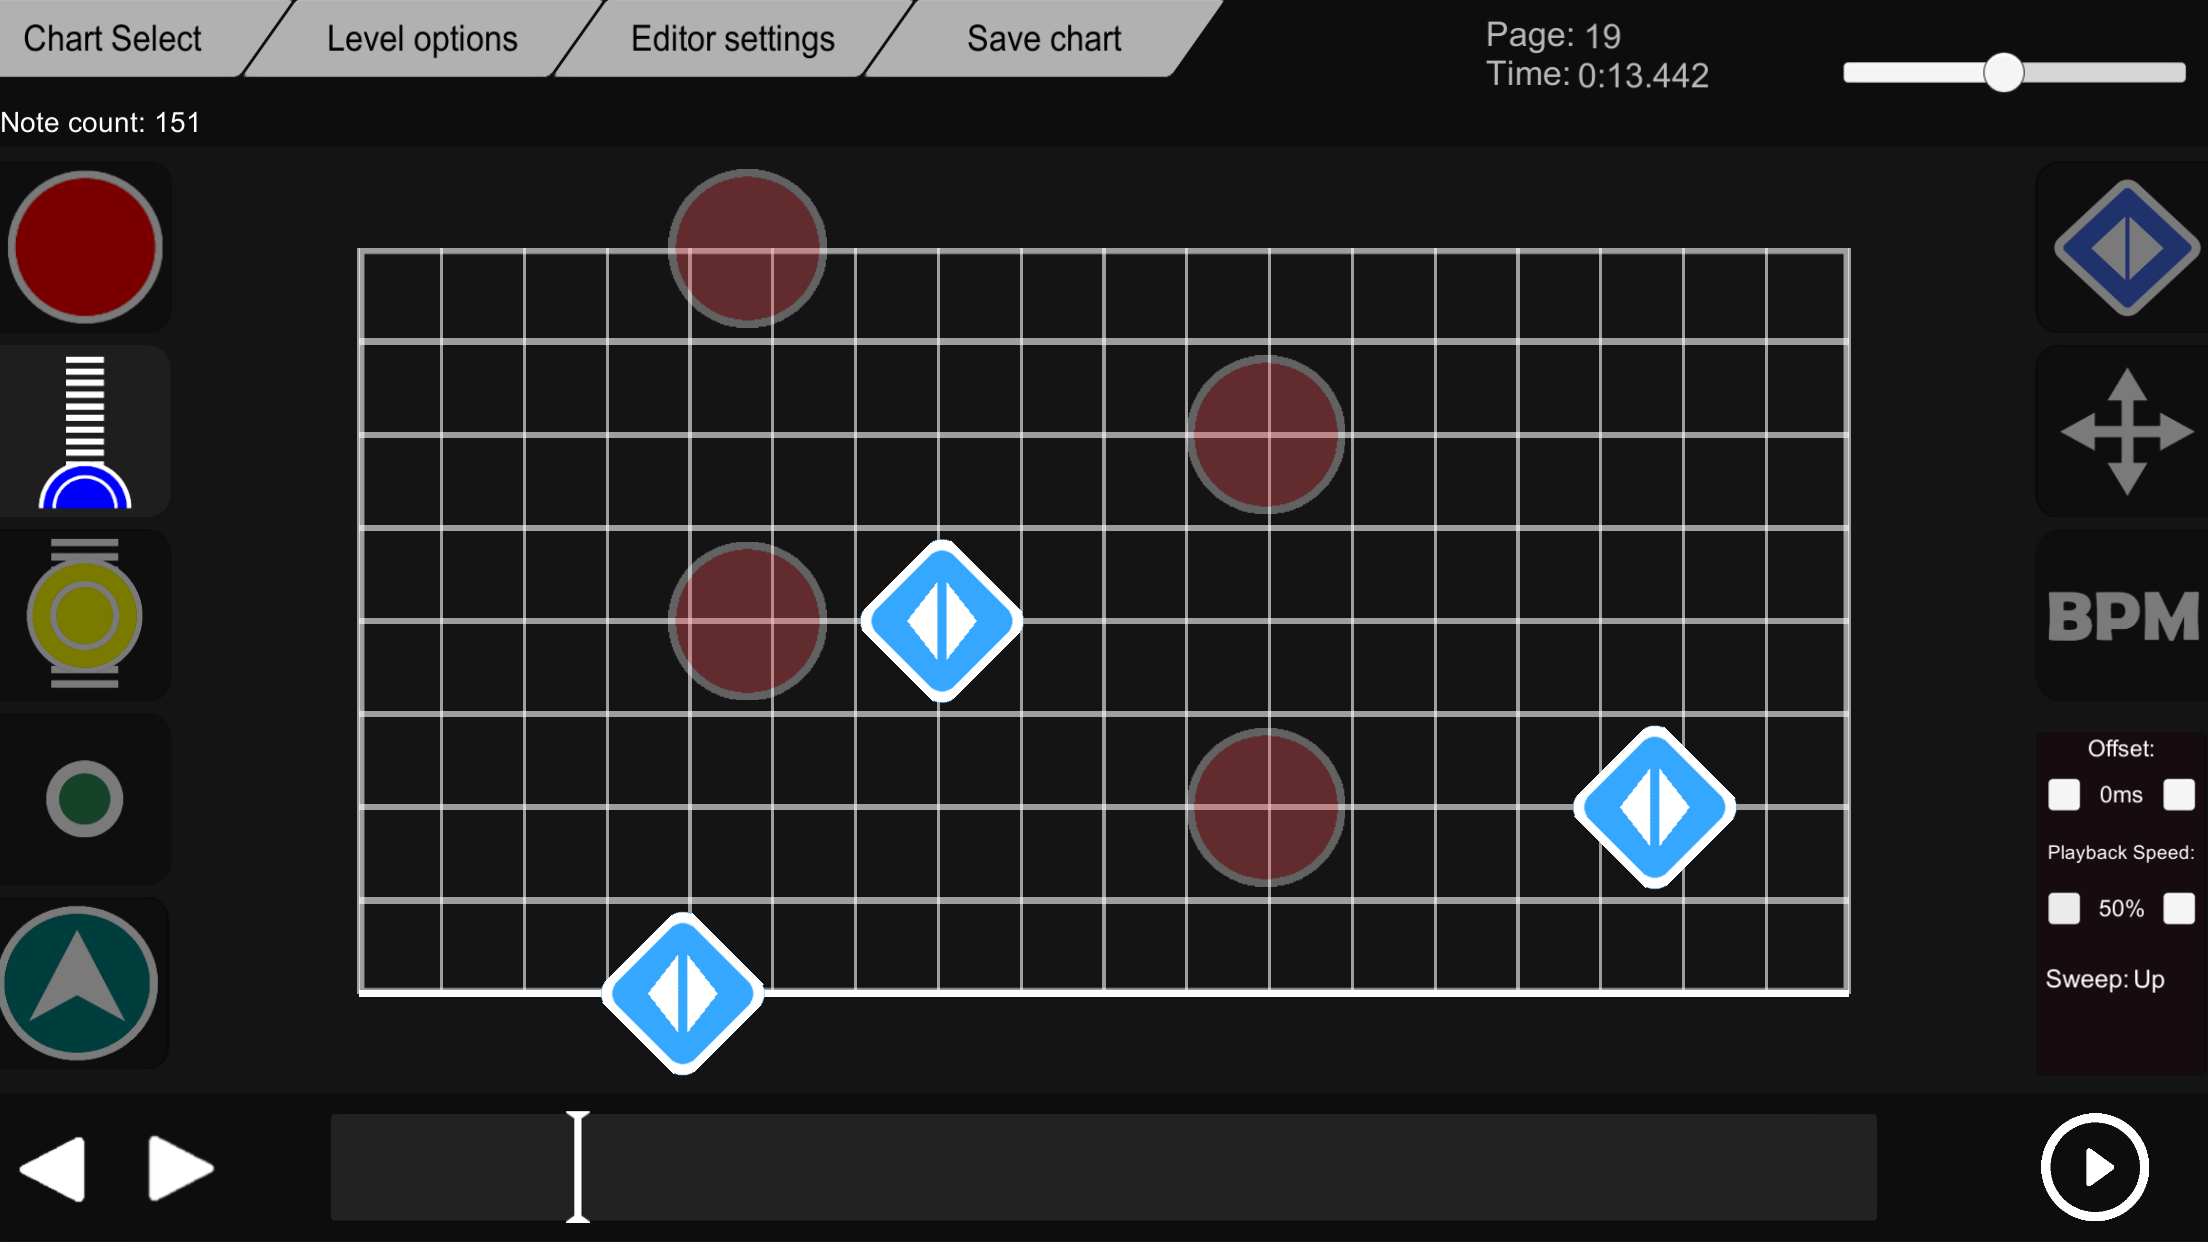 Chart Select
Level options
Editor settings
Save chart
Page: 19
Time: 0:13.442
Note count: 151
BPM
Offset:
0ms
Playback Speed:
50%
Sweep: Up